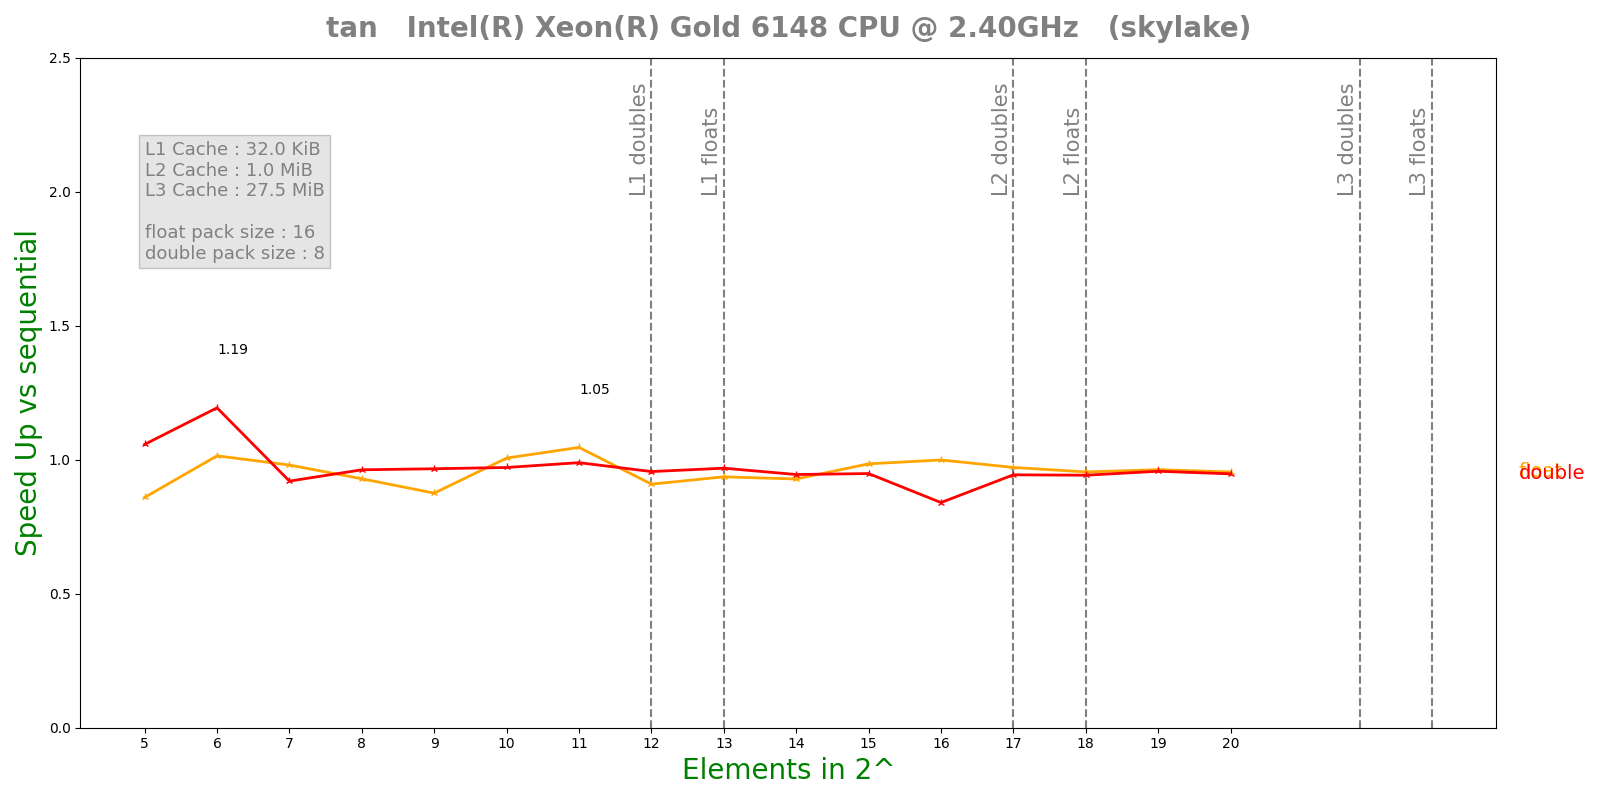 tan   Intel(R) Xeon(R) Gold 6148 CPU @ 2.40GHz   (skylake)
2.5
2.0
1.5
1.0
0.5
0.0
Speed Up vs sequential
L1 Cache : 32.0 KiB
L2 Cache : 1.0 MiB
L3 Cache : 27.5 MiB
float pack size : 16
double pack size : 8
L1 doubles
L1 floats
L2 doubles
L2 floats
L3 doubles
L3 floats
1.19
1.05
float
double
5 6 7 8 9 10 11 12 13 14 15 16 17 18 19 20
Elements in 2^